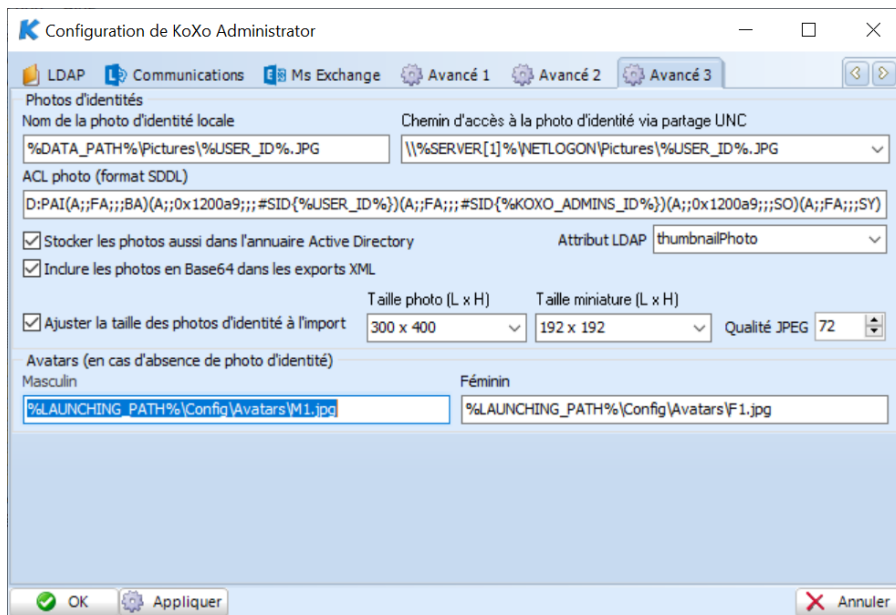 Configuration de KoXo Administrator
LDAP Communications Ms Exchange Avancé 1 Avancé 2 Avancé 3
Photos d'identités
Nom de la photo d'identité locale Chemin d'accès à la photo d'identité via partage UNC
%DATA_PATH%\Pictures\%USER_ID%.JPG \\%SERVER[1]%\NETLOGON\Pictures\%USER_ID%.JPG
ACL photo (format SDDL)
D:PAI(A;;FA;;;BA)(A;;0x1200a9;;;#SID{%USER_ID%})(A;;FA;;;#SID{%KOXO_ADMINS_ID%})(A;;0x1200a9;;;SO)(A;;FA;;;SY)
Stocker les photos aussi dans l'annuaire Active Directory Attribut LDAP thumbnailPhoto
Inclure les photos en Base64 dans les exports XML
Taille photo (L x H) Taille miniature (L x H)
Ajuster la taille des photos d'identité à l'import 300 x 400 192 x 192 Qualité JPEG 72
Avatars (en cas d'absence de photo d'identité)
Masculin Féminin
%LAUNCHING_PATH%\Config\Avatars\M1.jpg %LAUNCHING_PATH%\Config\Avatars\F1.jpg
OK Appliquer Annuler